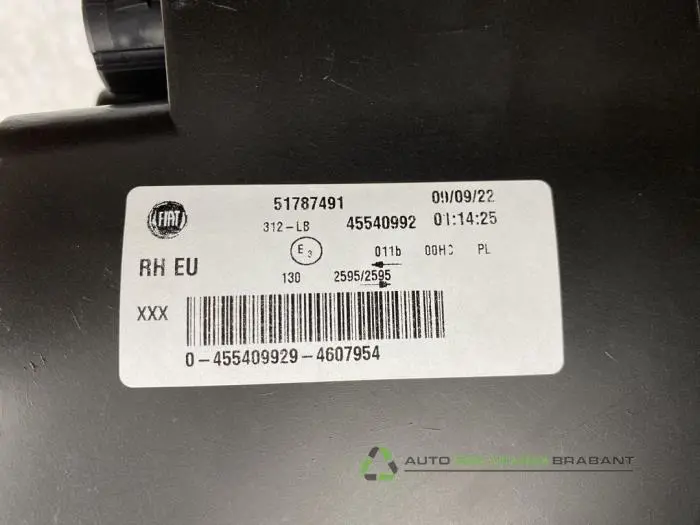 51787491 09/09/22
FIAT 312-LB 45540992 01:14:25
E3 011b 00HC PL
RH EU 130 2595/2595
XXX
0-455409929-4607954
AUTO BRABANT